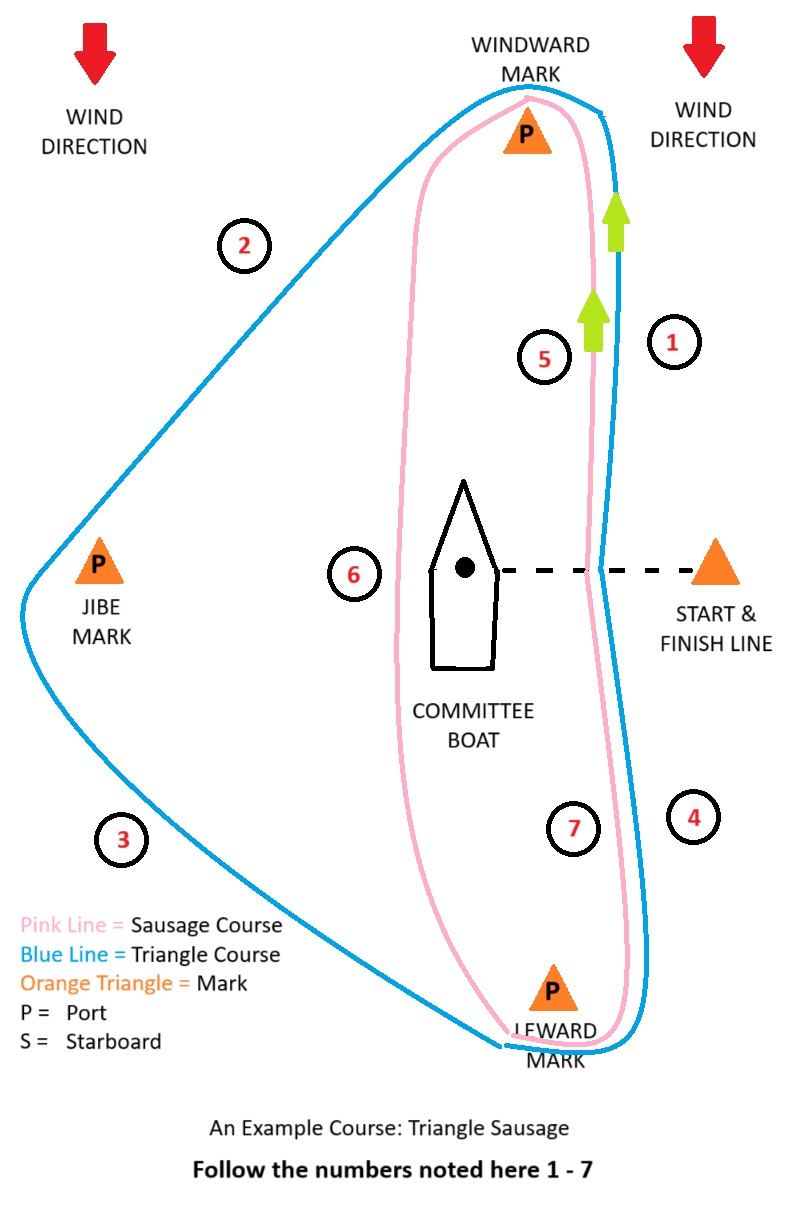 WINDWARD
MARK
WIND
DIRECTION
WIND
DIRECTION
P
2
1
5
P
JIBE
MARK
6
START &
FINISH LINE
COMMITTEE
BOAT
7
4
3
Pink Line = Sausage Course
Blue Line = Triangle Course
Orange Triangle = Mark
P = Port
S = Starboard
P
LEWARD
MARK
An Example Course: Triangle Sausage
Follow the numbers noted here 1 - 7